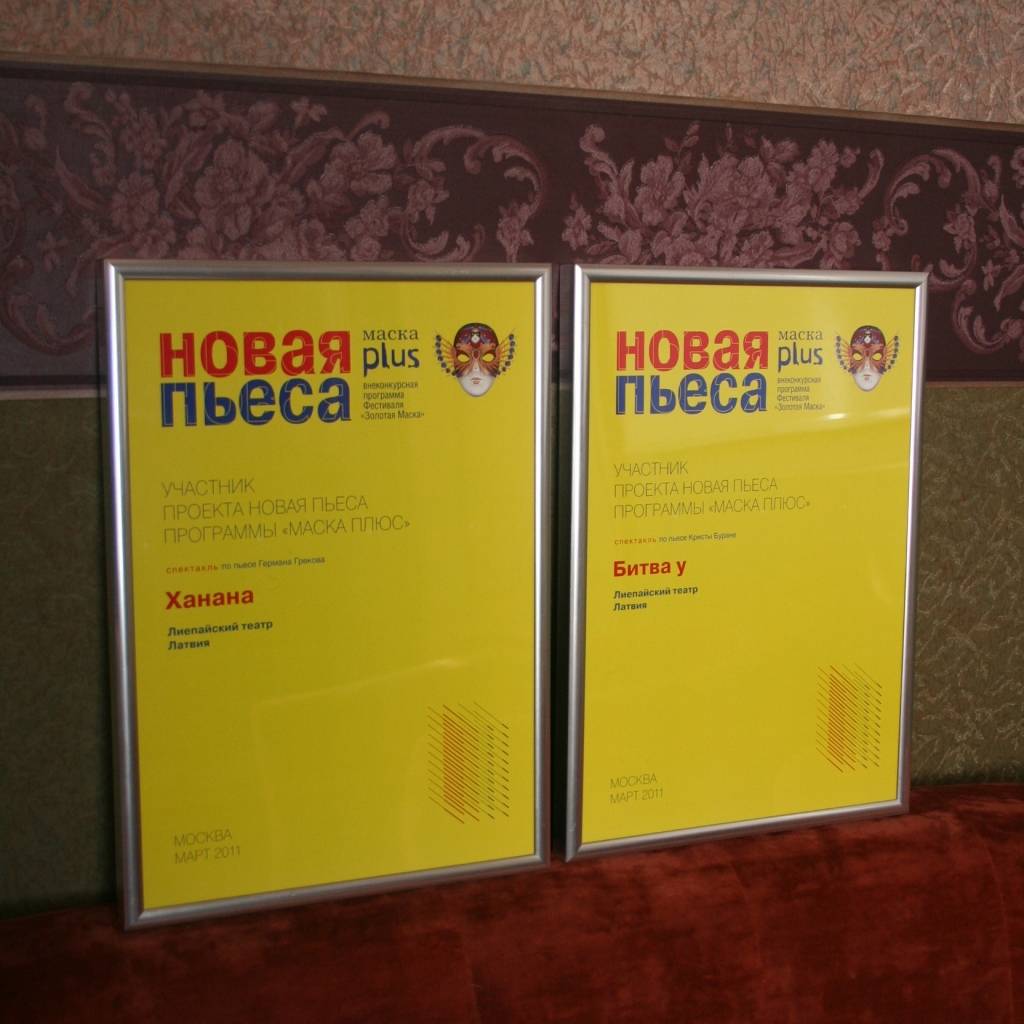 новая
пьеса
маска
plus
внеконкурсная
программа
Фестиваля
«Золотая Маска»
УЧАСТНИК
ПРОЕКТА НОВАЯ ПЬЕСА
ПРОГРАММЫ «МАСКА ПЛЮС»
спектакль по пьесе Германа Грекова
Ханана
Лиепайский театр
Латвия
МОСКВА
МАРТ 2011
новая
пьеса
маска
plus
внеконкурсная
программа
Фестиваля
«Золотая Маска»
УЧАСТНИК
ПРОЕКТА НОВАЯ ПЬЕСА
ПРОГРАММЫ «МАСКА ПЛЮС»
спектакль по пьесе Кристы Буране
Битва у
Лиепайский театр
Латвия
МОСКВА
МАРТ 2011